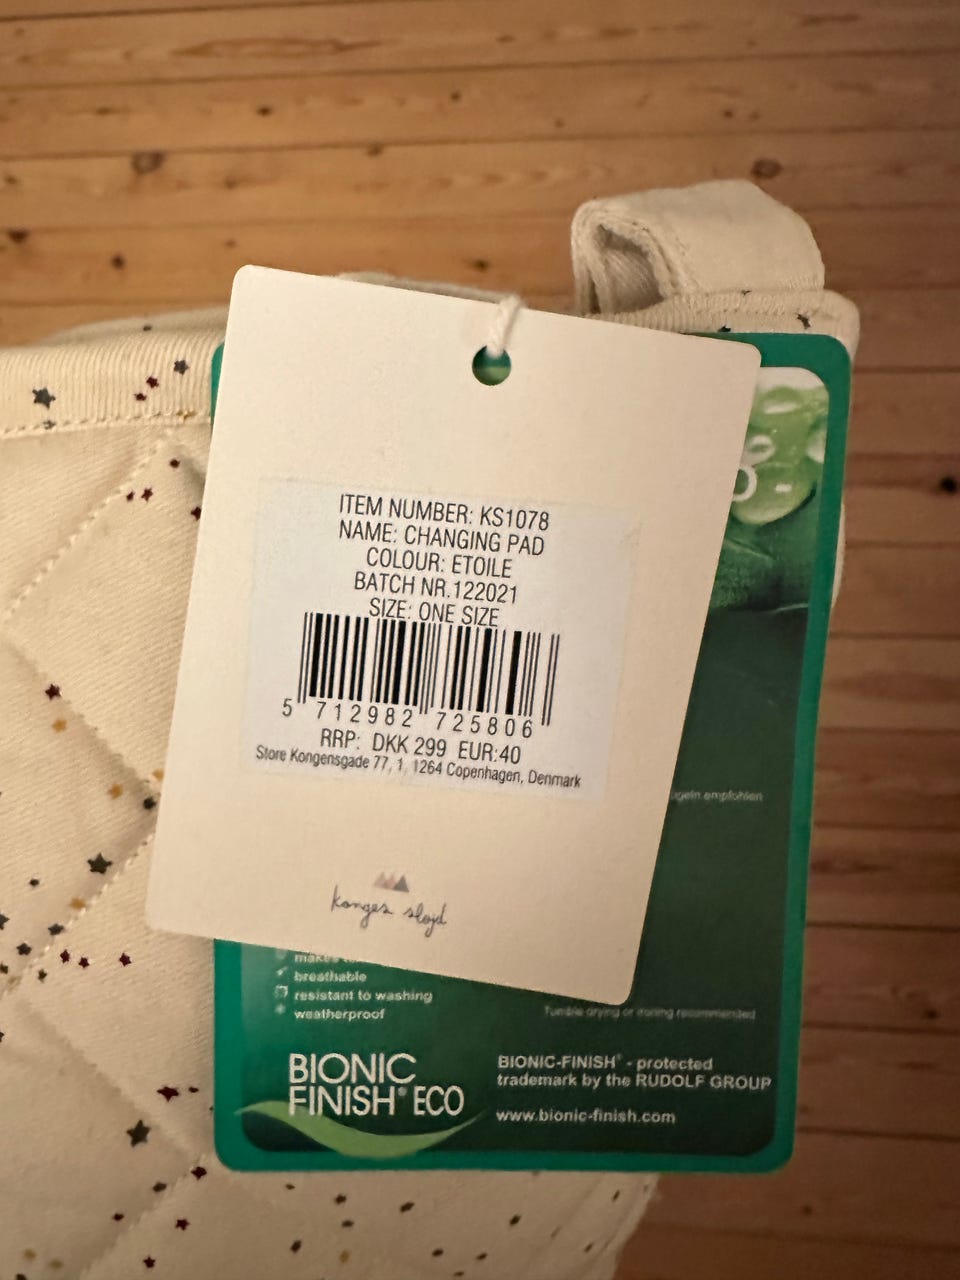 ITEM NUMBER: KS1078
NAME: CHANGING PAD
COLOUR: ETOILE
BATCH NR.122021
SIZE: ONE SIZE
5 712982 725806
RRP: DKK 299 EUR:40
Store Kongensgade 77, 1, 1264 Copenhagen, Denmark
konges sløjd
empfohlen
makes
breathable
resistant to washing
weatherproof
Tumble drying or ironing recommended
BIONIC
FINISH® ECO
BIONIC-FINISH® - protected
trademark by the RUDOLF GROUP
www.bionic-finish.com